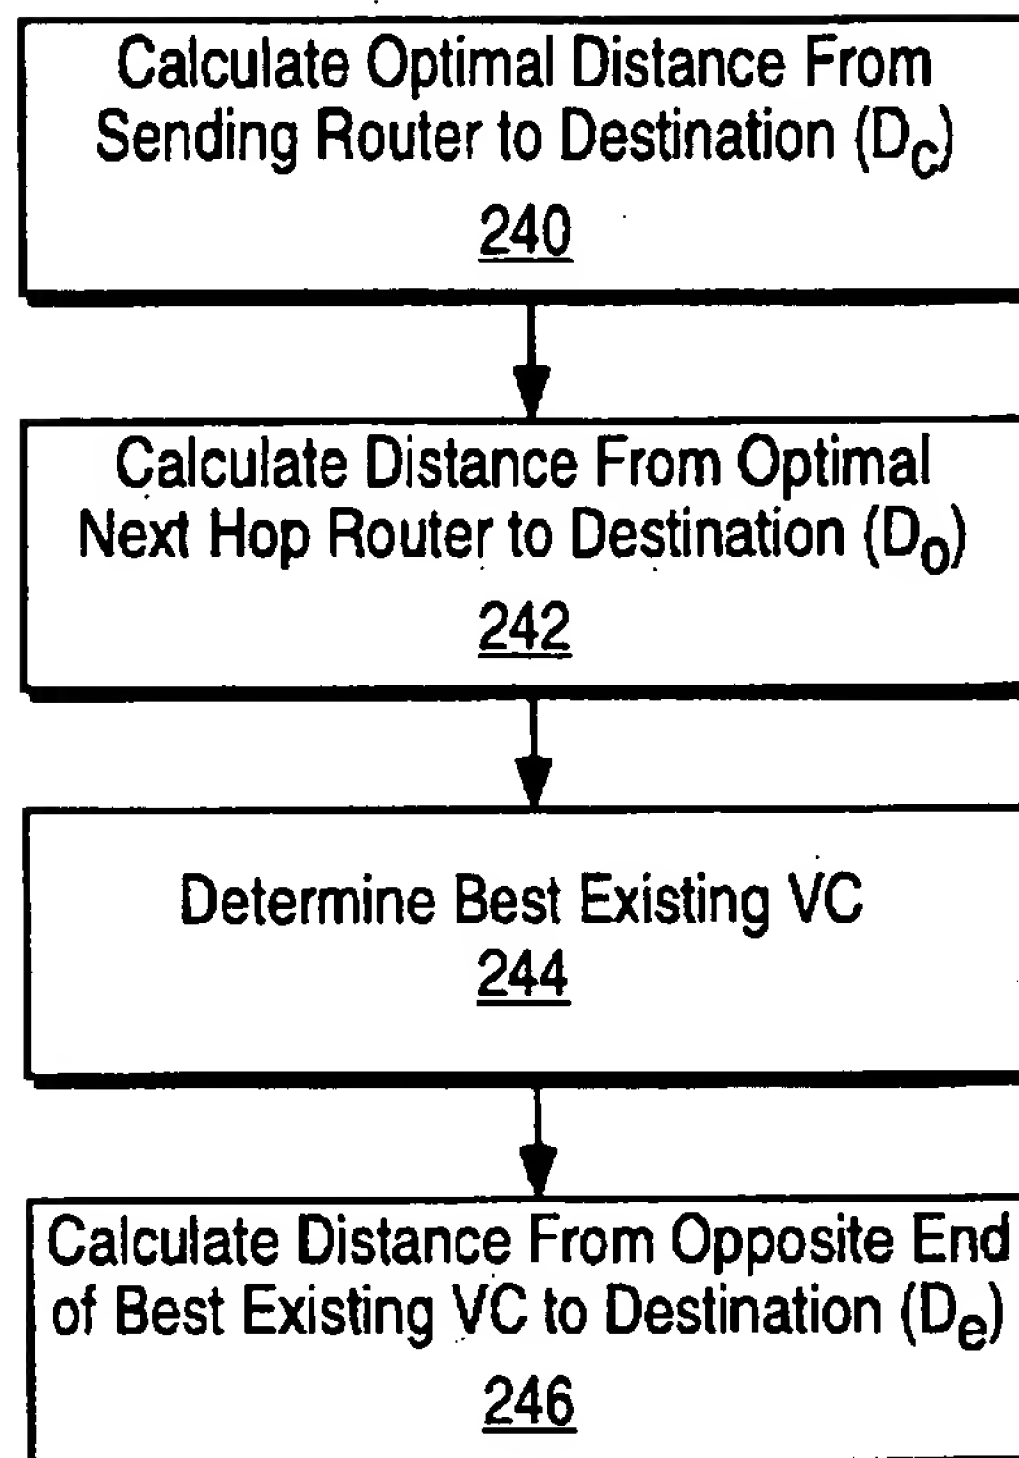 Calculate Optimal Distance From
Sending Router to Destination (Dc)
240
Calculate Distance From Optimal
Next Hop Router to Destination (Do)
242
Determine Best Existing VC
244
Calculate Distance From Opposite End
of Best Existing VC to Destination (De)
246